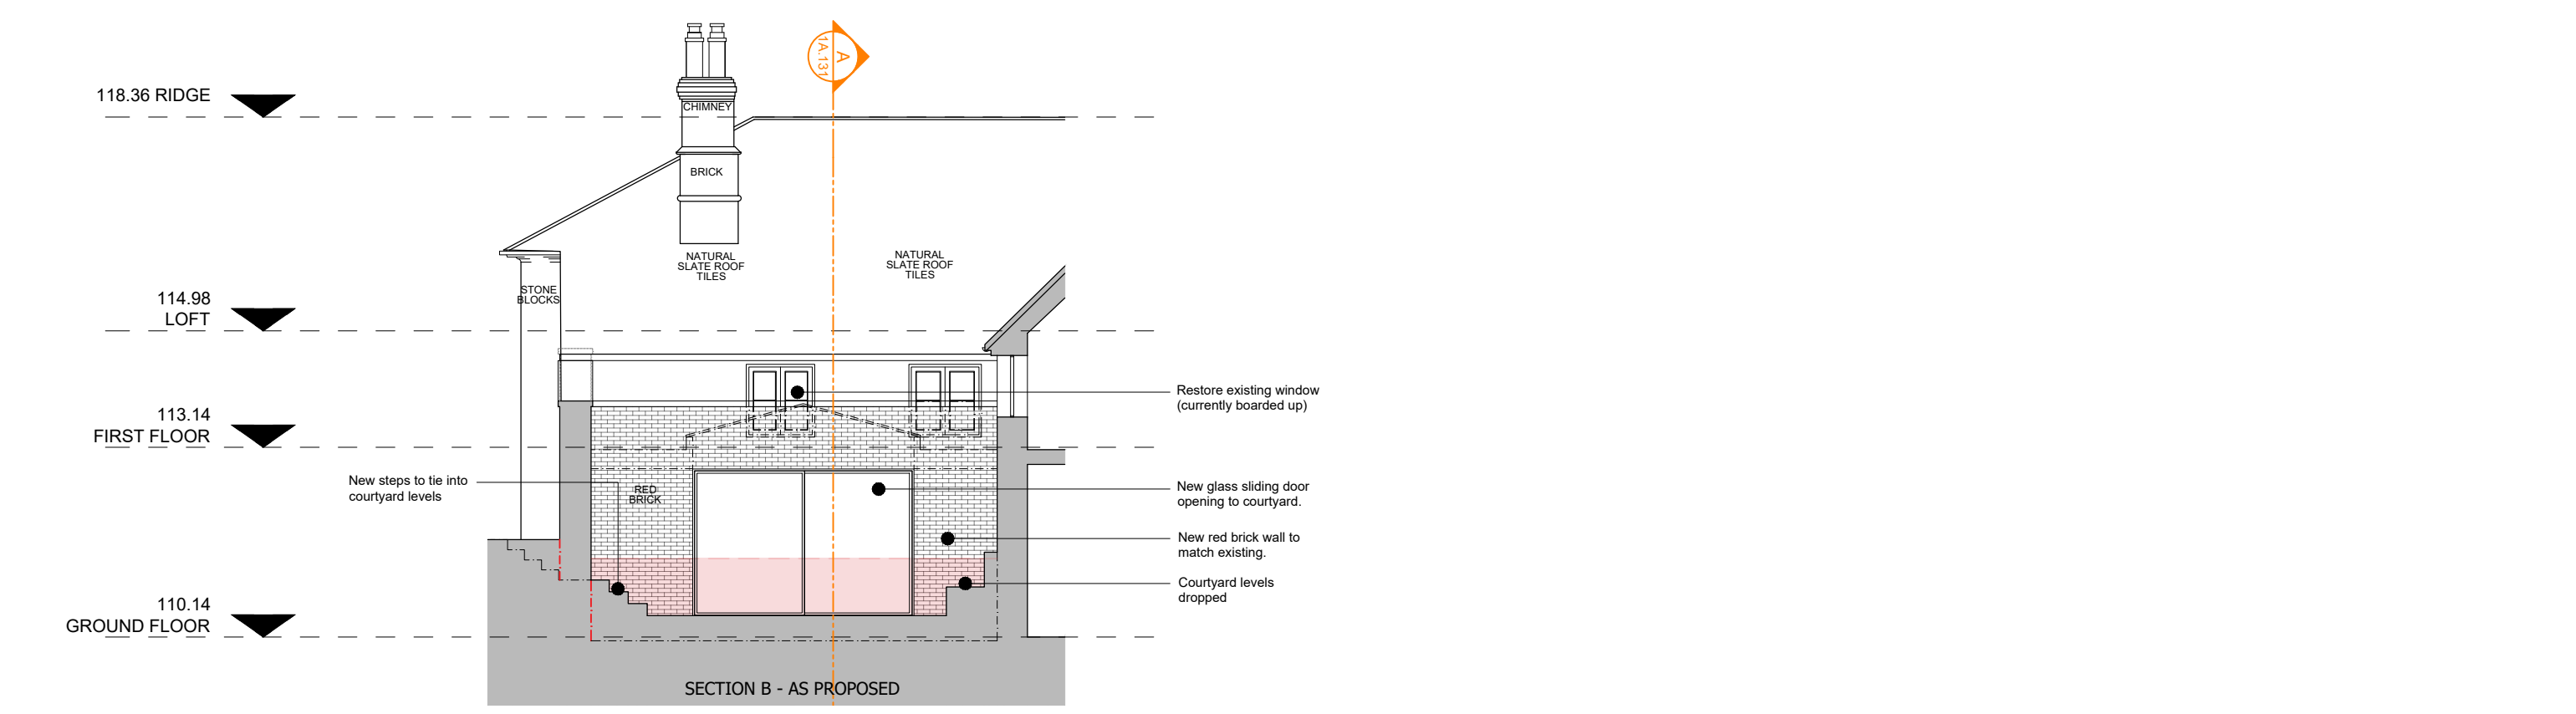 A
1A.131
118.36 RIDGE
CHIMNEY
BRICK
NATURAL
SLATE ROOF
TILES
NATURAL
SLATE ROOF
TILES
STONE
BLOCKS
114.98
LOFT
Restore existing window
(currently boarded up)
113.14
FIRST FLOOR
New steps to tie into
courtyard levels
RED
BRICK
New glass sliding door
opening to courtyard.
New red brick wall to
match existing.
Courtyard levels
dropped
110.14
GROUND FLOOR
SECTION B - AS PROPOSED